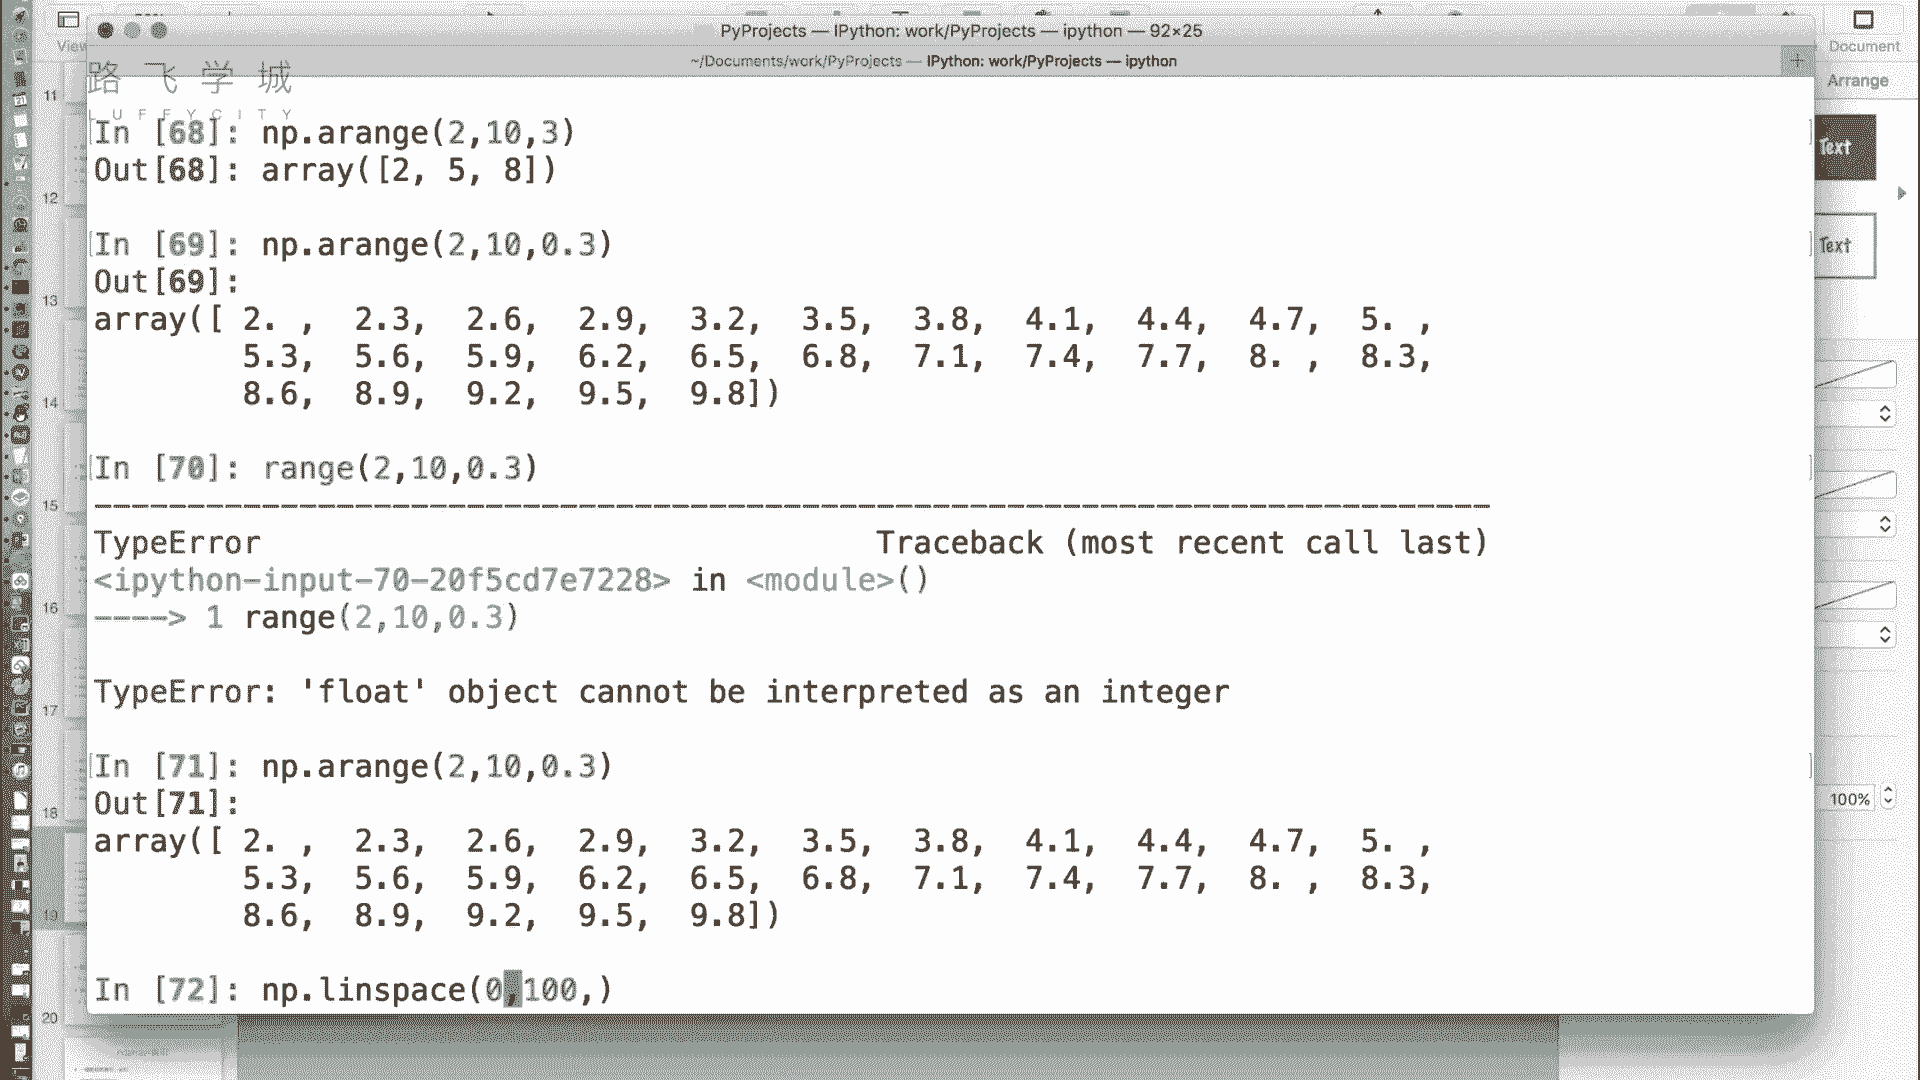 PyProjects — IPython: work/PyProjects — ipython — 92×25
View
Document
~/Documents/work/PyProjects — IPython: work/PyProjects — ipython
+
Arrange
路飞学城
LUFFYCITY
In [68]: np.arange(2,10,3)
Out[68]: array([2, 5, 8])
In [69]: np.arange(2,10,0.3)
Out[69]:
array([ 2. , 2.3, 2.6, 2.9, 3.2, 3.5, 3.8, 4.1, 4.4, 4.7, 5. ,
5.3, 5.6, 5.9, 6.2, 6.5, 6.8, 7.1, 7.4, 7.7, 8. , 8.3,
8.6, 8.9, 9.2, 9.5, 9.8])
In [70]: range(2,10,0.3)
---------------------------------------------------------------------------
TypeError Traceback (most recent call last)
<ipython-input-70-20f5cd7e7228> in <module>()
----> 1 range(2,10,0.3)
TypeError: 'float' object cannot be interpreted as an integer
In [71]: np.arange(2,10,0.3)
Out[71]:
array([ 2. , 2.3, 2.6, 2.9, 3.2, 3.5, 3.8, 4.1, 4.4, 4.7, 5. ,
5.3, 5.6, 5.9, 6.2, 6.5, 6.8, 7.1, 7.4, 7.7, 8. , 8.3,
8.6, 8.9, 9.2, 9.5, 9.8])
In [72]: np.linspace(0,100,)
11
12
13
14
15
16
17
18
19
20
Text
Text
100%